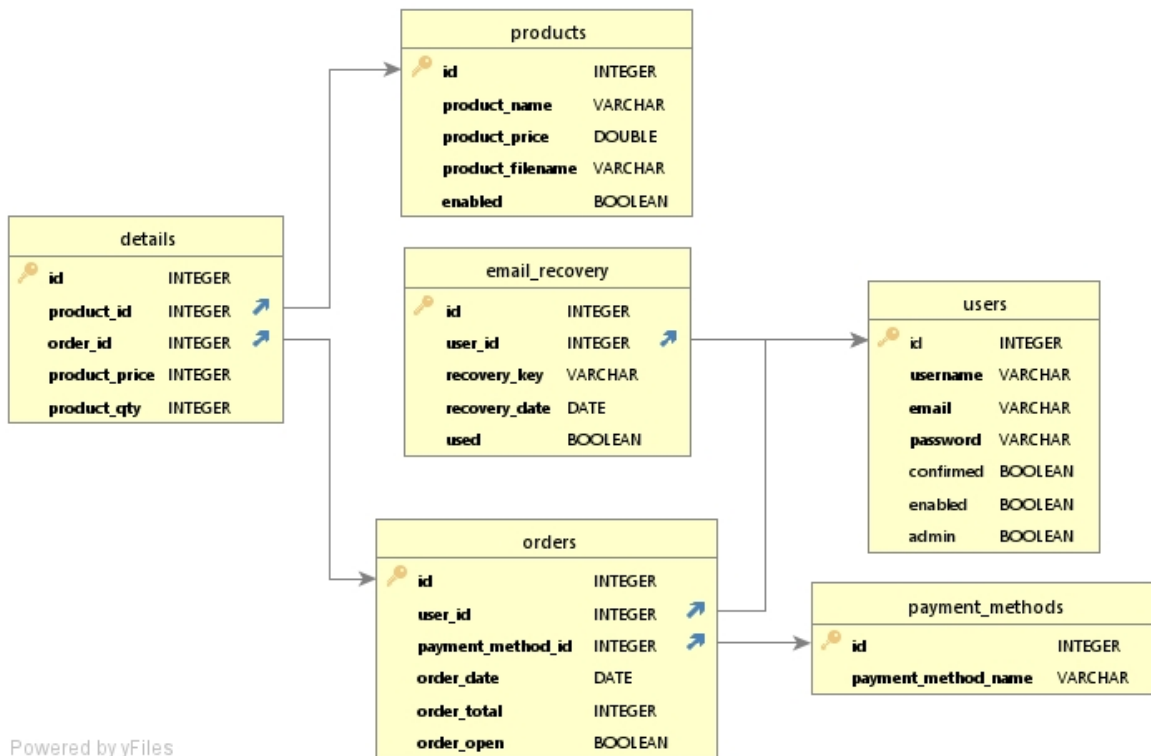 products
id INTEGER
product_name VARCHAR
product_price DOUBLE
product_filename VARCHAR
enabled BOOLEAN
details
id INTEGER
product_id INTEGER
order_id INTEGER
product_price INTEGER
product_qty INTEGER
email_recovery
id INTEGER
user_id INTEGER
recovery_key VARCHAR
recovery_date DATE
used BOOLEAN
users
id INTEGER
username VARCHAR
email VARCHAR
password VARCHAR
confirmed BOOLEAN
enabled BOOLEAN
admin BOOLEAN
orders
id INTEGER
user_id INTEGER
payment_method_id INTEGER
order_date DATE
order_total INTEGER
order_open BOOLEAN
payment_methods
id INTEGER
payment_method_name VARCHAR
Powered by yFiles